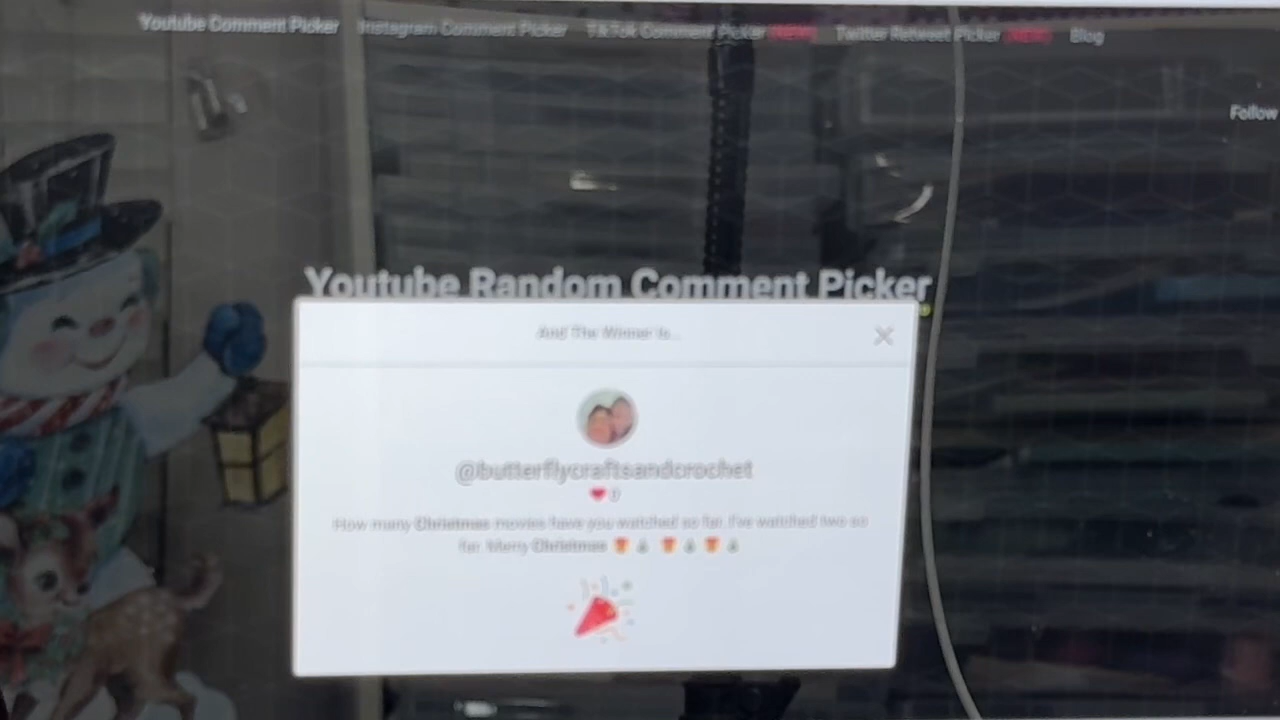 Youtube Comment Picker Instagram Comment Picker TikTok Comment Picker (NEW) Twitter Retweet Picker (NEW) Blog
Follow
Youtube Random Comment Picker
And The Winner Is...
@butterflycraftsandcrochet
How many Christmas movies have you watched so far. I've watched two so
far. Merry Christmas 🎁🎄🎁🎄🎁🎄